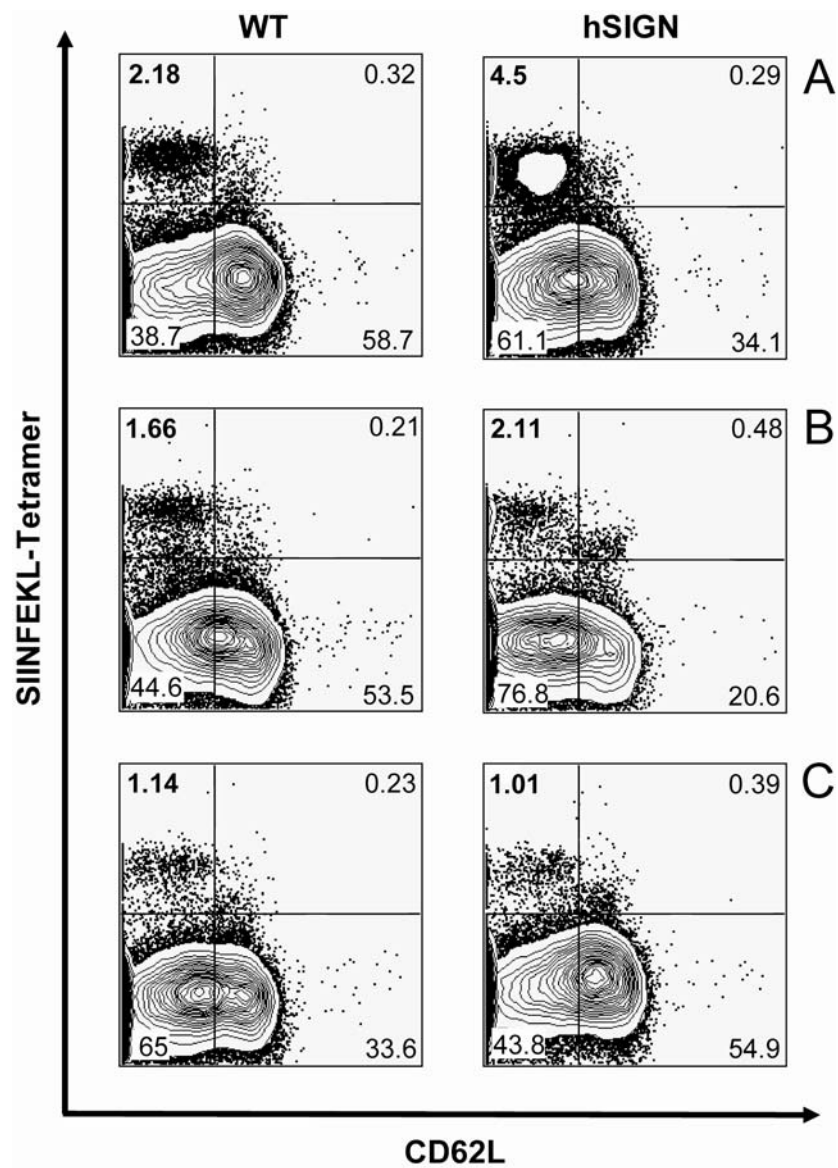 WT hSIGN
2.18 0.32 4.5 0.29 A
38.7 58.7 61.1 34.1
1.66 0.21 2.11 0.48 B
44.6 53.5 76.8 20.6
1.14 0.23 1.01 0.39 C
65 33.6 43.8 54.9
SIINFEKL-Tetramer
CD62L